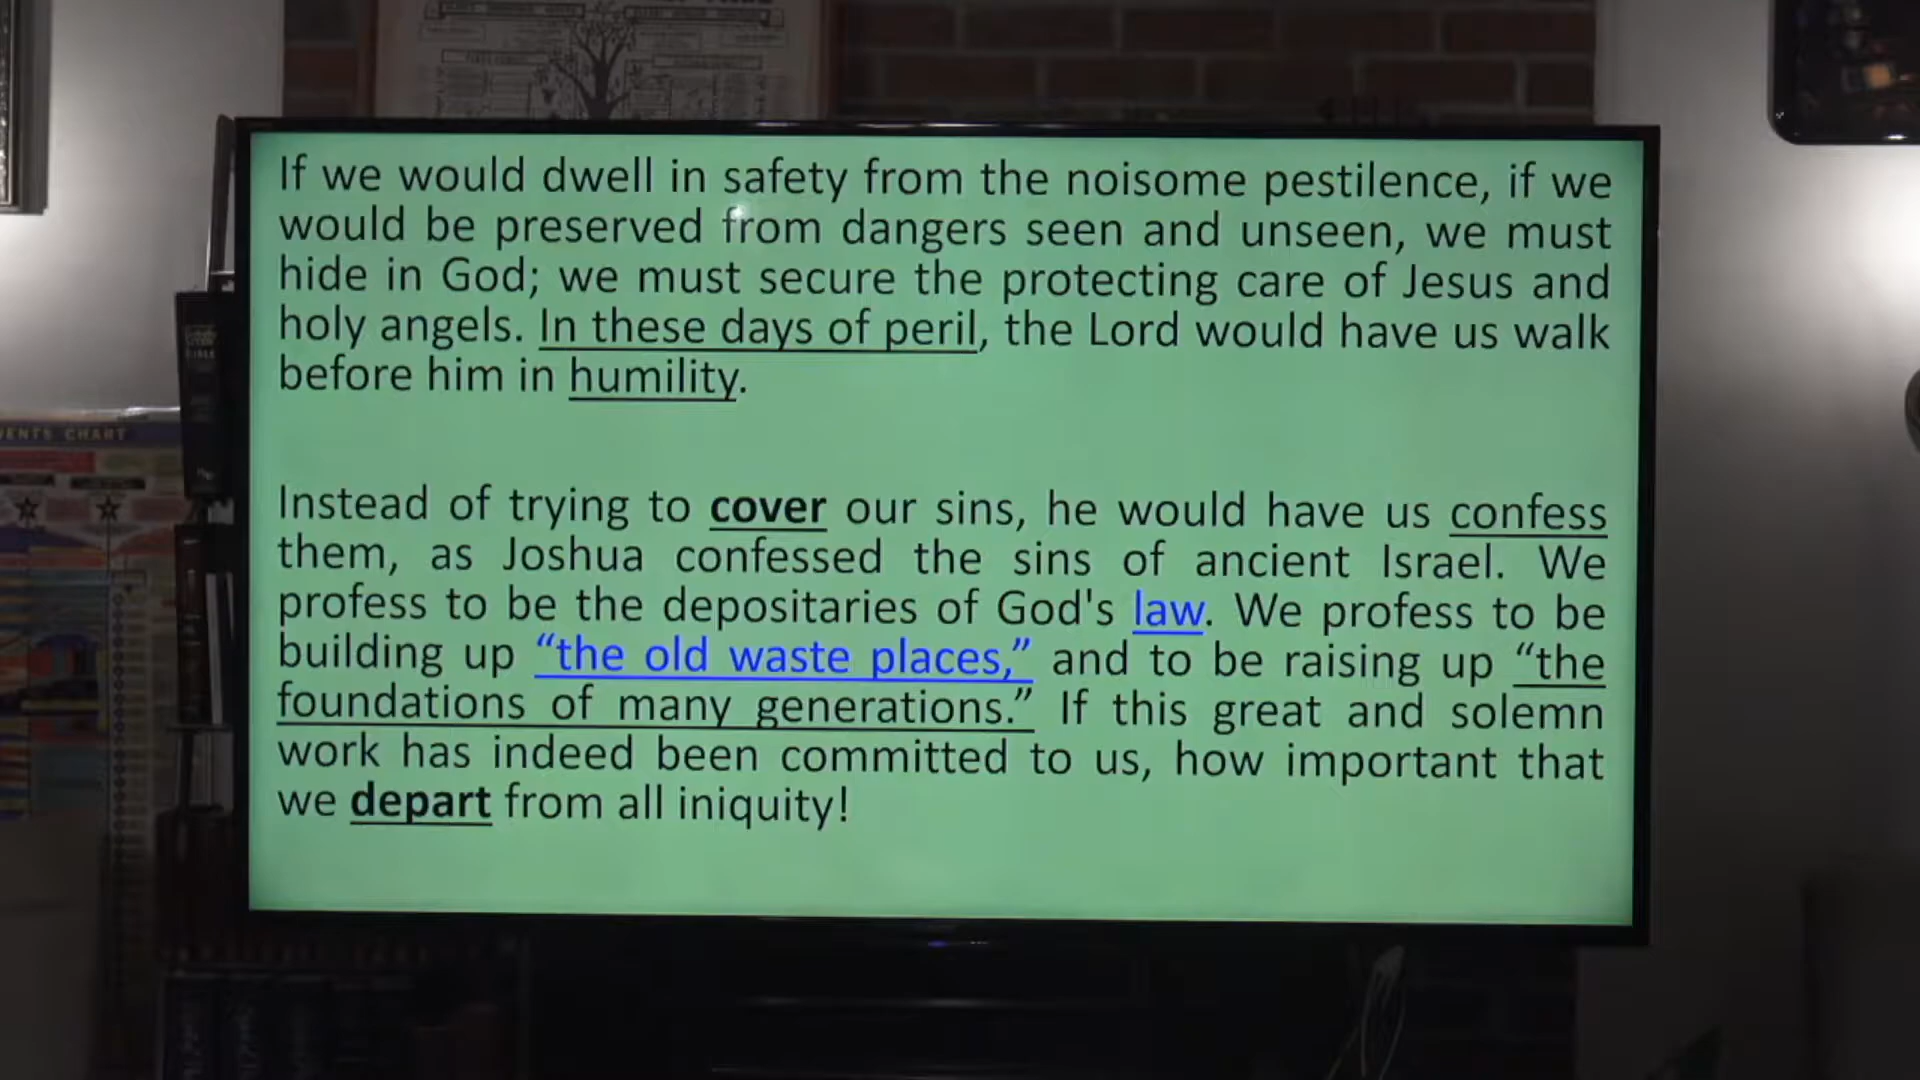 If we would dwell in safety from the noisome pestilence, if we
would be preserved from dangers seen and unseen, we must
hide in God; we must secure the protecting care of Jesus and
holy angels. In these days of peril, the Lord would have us walk
before him in humility.
Instead of trying to cover our sins, he would have us confess
them, as Joshua confessed the sins of ancient Israel. We
profess to be the depositaries of God's law. We profess to be
building up “the old waste places,” and to be raising up “the
foundations of many generations.” If this great and solemn
work has indeed been committed to us, how important that
we depart from all iniquity!
CHART